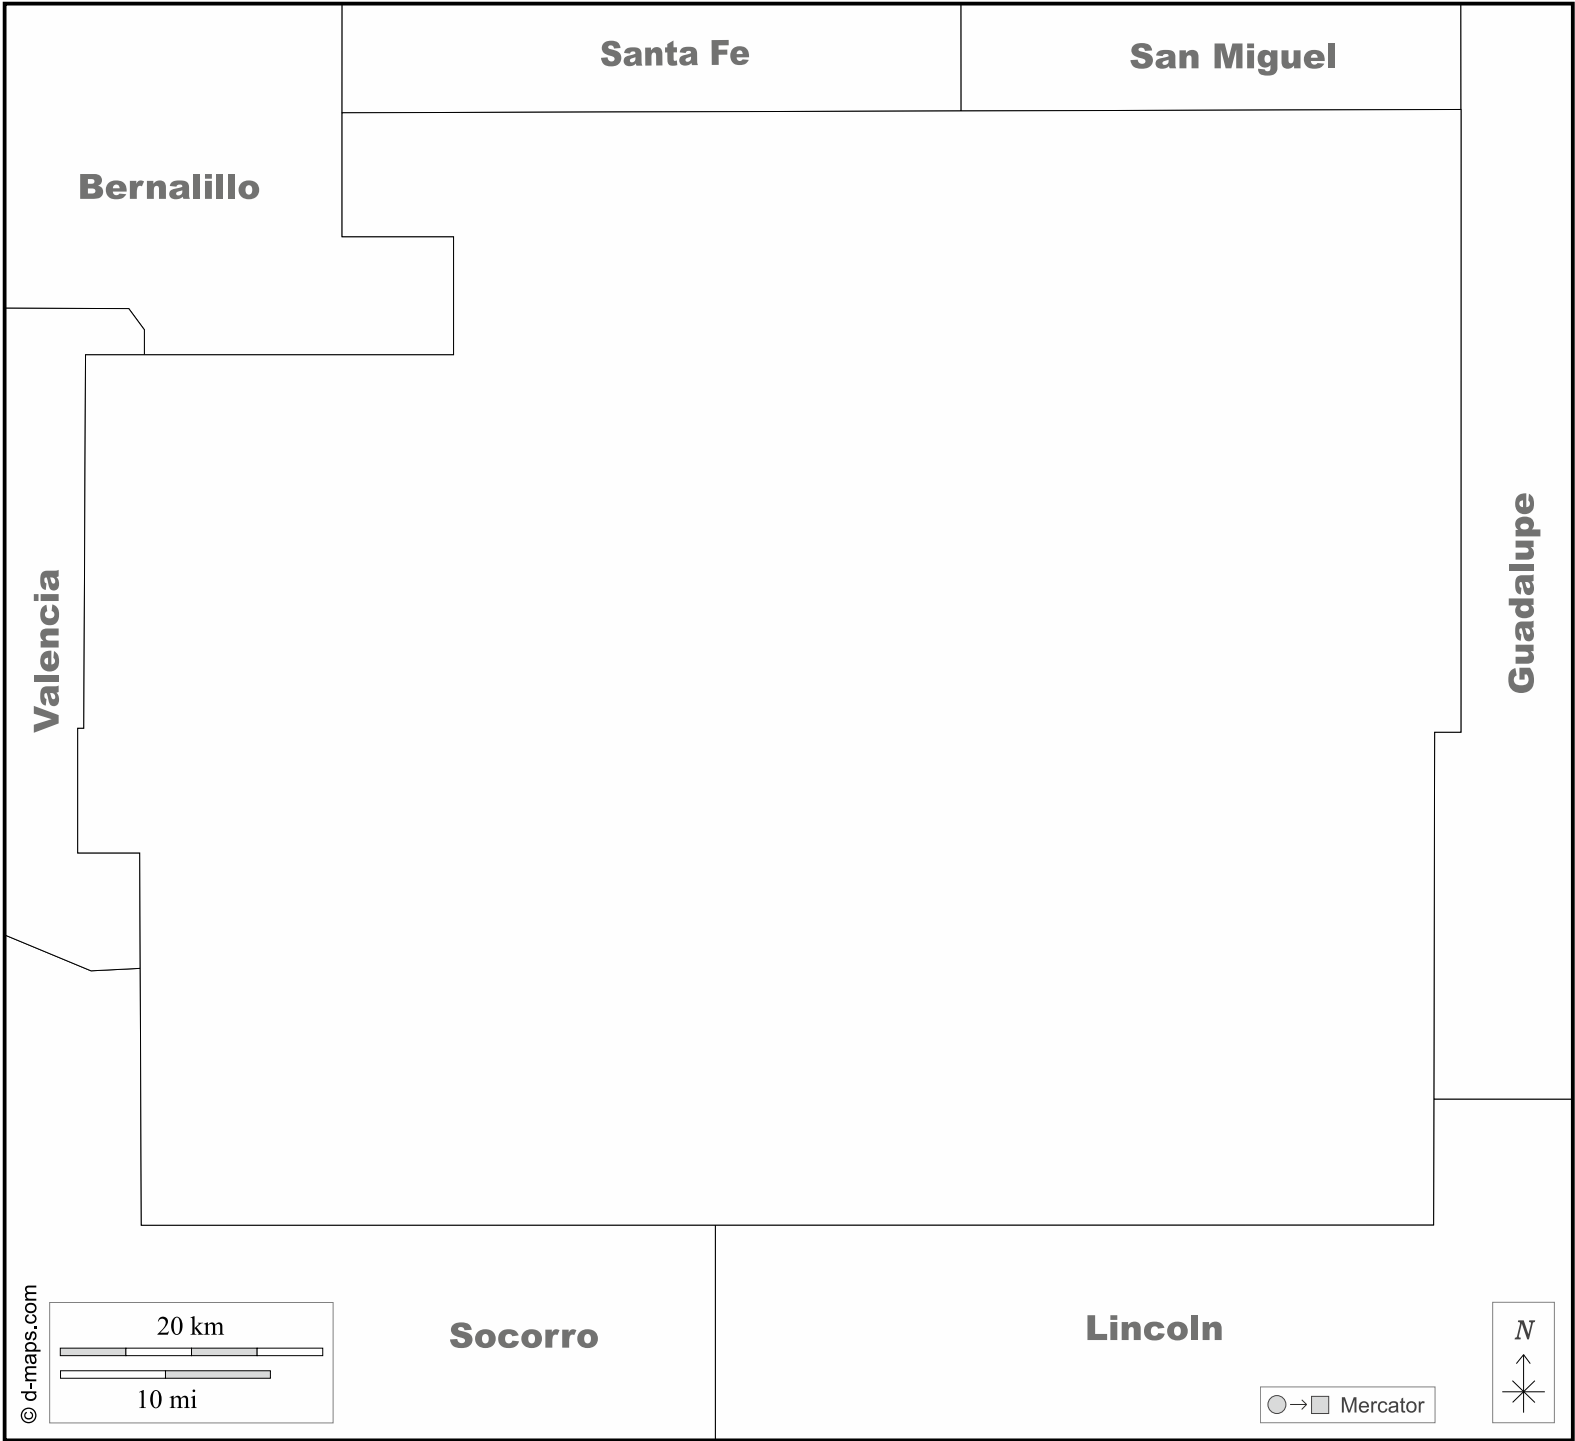 Santa Fe
San Miguel
Bernalillo
Valencia
Guadalupe
Socorro
Lincoln
© d-maps.com
20 km
10 mi
Mercator
N